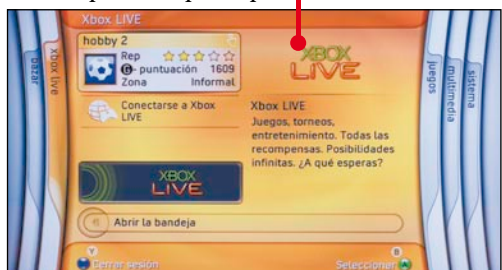 Xbox LIVE
hobby 2
Rep
G- puntuación 1609
Zona Informal
XBOX
LIVE
Conectarse a Xbox
LIVE
Xbox LIVE
Juegos, torneos,
entretenimiento. Todas las
recompensas. Posibilidades
infinitas. ¿A qué esperas?
XBOX
LIVE
Abrir la bandeja
Y
Cerrar sesión
B
Seleccionar A
bazar
xbox live
juegos
multimedia
sistema